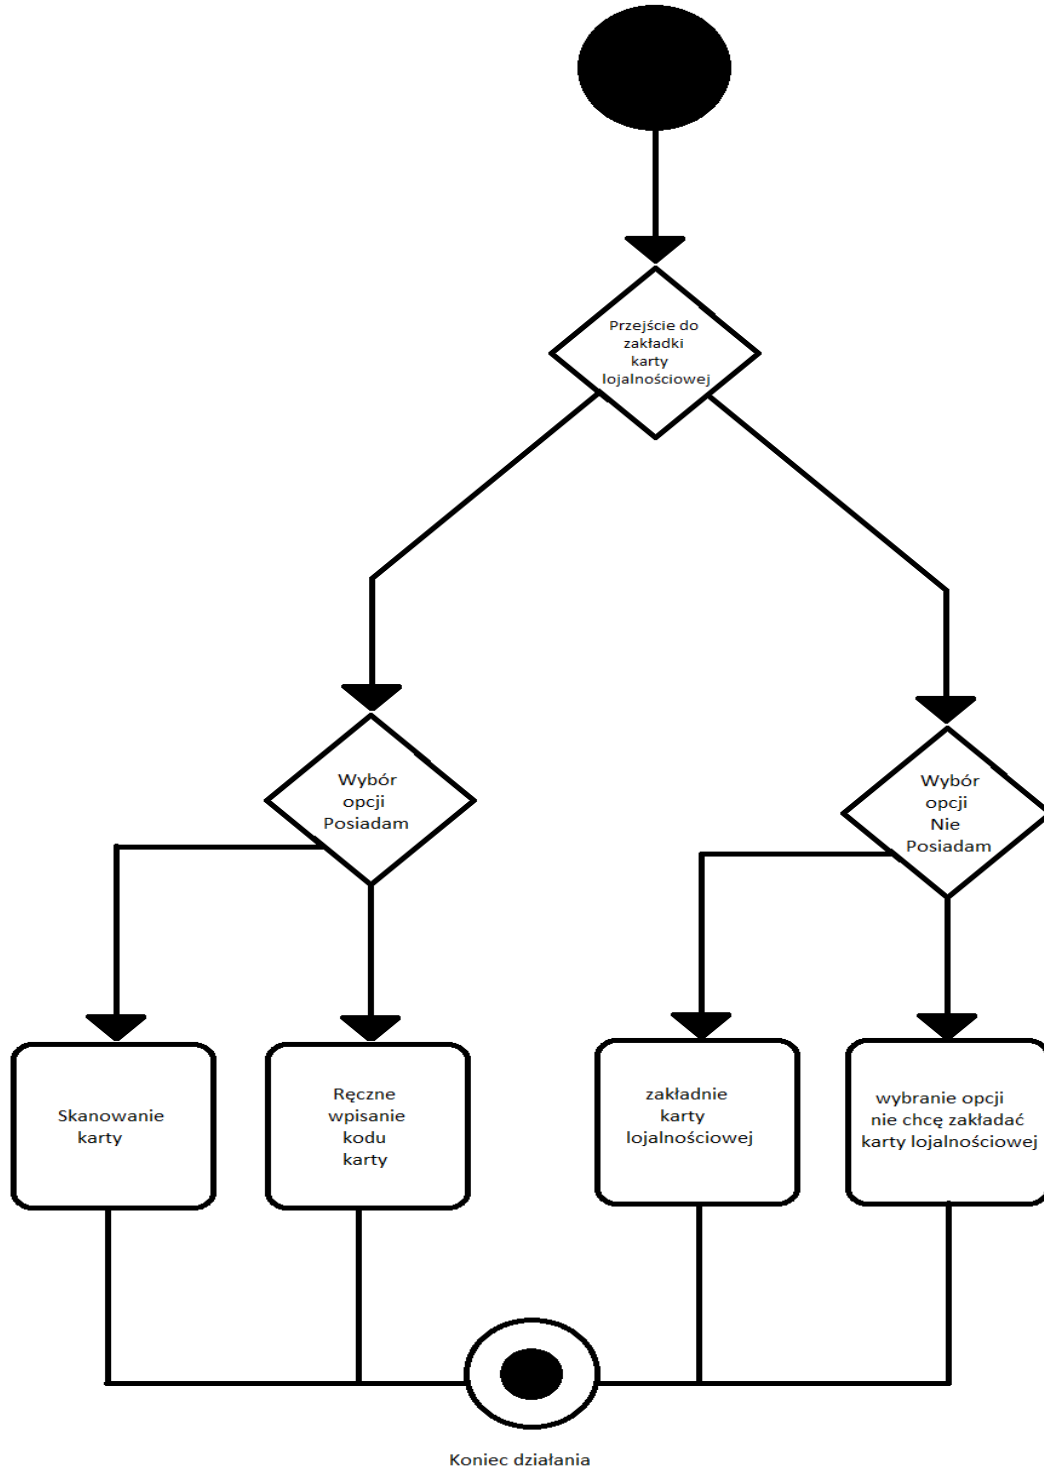 Przejście do
zakładki
karty
lojalnościowej
Wybór
opcji
Posiadam
Wybór
opcji
Nie
Posiadam
Skanowanie
karty
Ręczne
wpisanie
kodu
karty
zakładnie
karty
lojalnościowej
wybranie opcji
nie chcę zakładać
karty lojalnościowej
Koniec działania